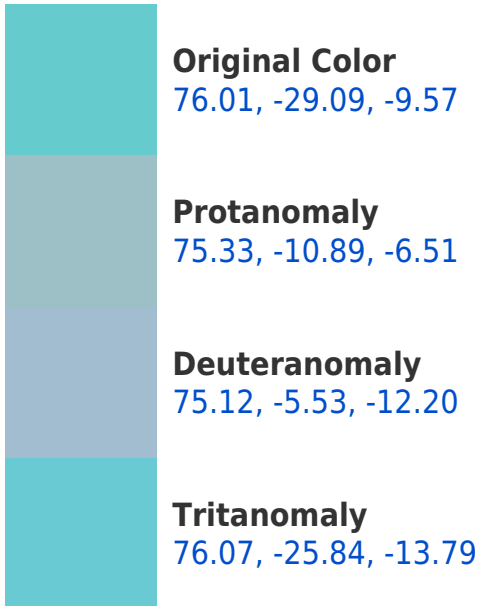 Original Color
76.01, -29.09, -9.57
Protanomaly
75.33, -10.89, -6.51
Deuteranomaly
75.12, -5.53, -12.20
Tritanomaly
76.07, -25.84, -13.79